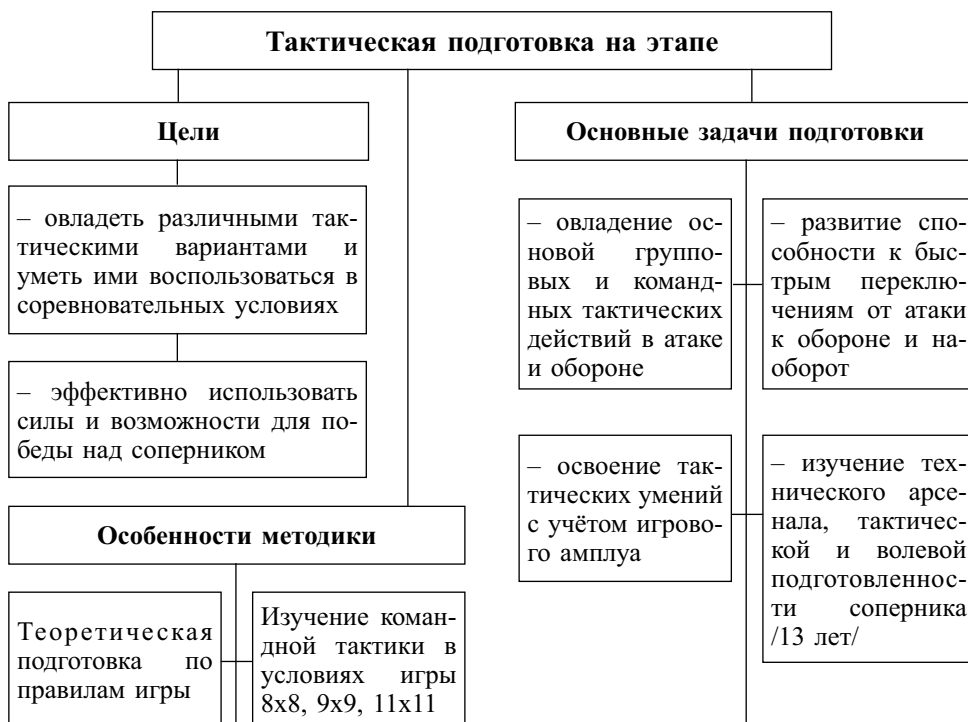 Тактическая подготовка на этапе
Цели
– овладеть различными так-
тическими вариантами и
уметь ими воспользоваться в
соревновательных условиях
– эффективно использовать
силы и возможности для по-
беды над соперником
Особенности методики
Теоретическая
подготовка по
правилам игры
Изучение коман-
дной тактики в
условиях игры
8х8, 9х9, 11х11
Основные задачи подготовки
– овладение ос-
новой группо-
вых и команд-
ных тактических
действий в атаке
и обороне
– развитие спо-
собности к быс-
трым переклю-
чениям от атаки
к обороне и на-
оборот
– освоение так-
тических умений
с учётом игрово-
го амплуа
– изучение тех-
нического арсе-
нала, тактичес-
кой и волевой
подготовленнос-
ти соперника
/13 лет/